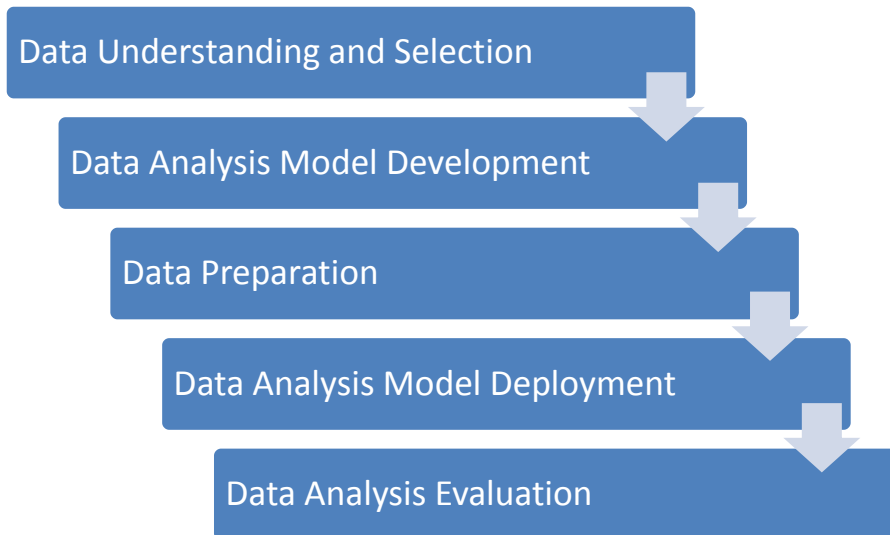 Data Understanding and Selection
Data Analysis Model Development
Data Preparation
Data Analysis Model Deployment
Data Analysis Evaluation